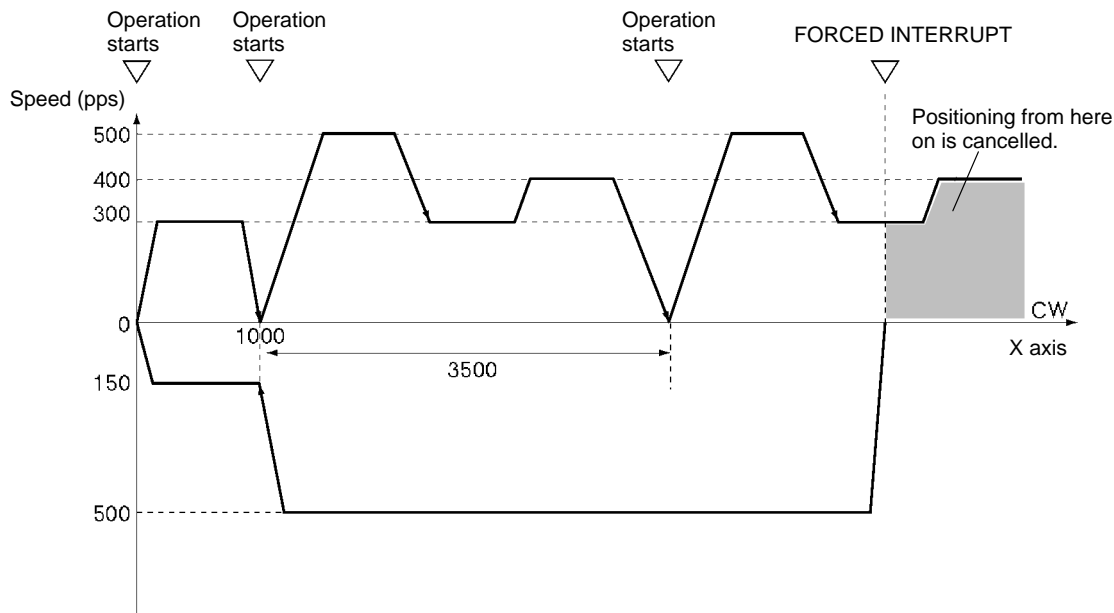 Operation
starts
Operation
starts
Operation
starts
FORCED INTERRUPT
Speed (pps)
Positioning from here
on is cancelled.
500
400
300
0
1000
CW
X axis
3500
150
500